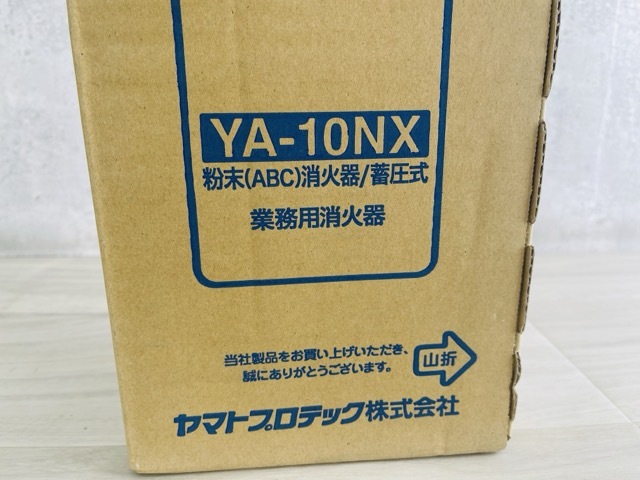 YA-10NX
粉末(ABC)消火器/蓄圧式
業務用消火器
当社製品をお買い上げいただき、
誠にありがとうございます。
山折
ヤマトプロテック株式会社